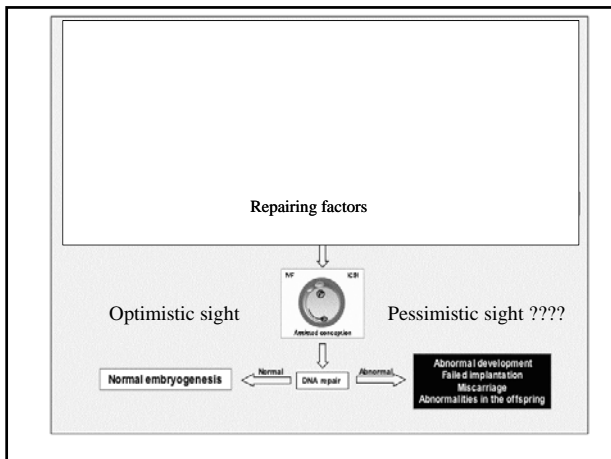 Repairing factors
IVF ICSI
Optimistic sight
Pessimistic sight ????
Assisted conception
Normal embryogenesis
Normal
DNA repair
Abnormal
Abnormal development
Failed implantation
Miscarriage
Abnormalities in the offspring